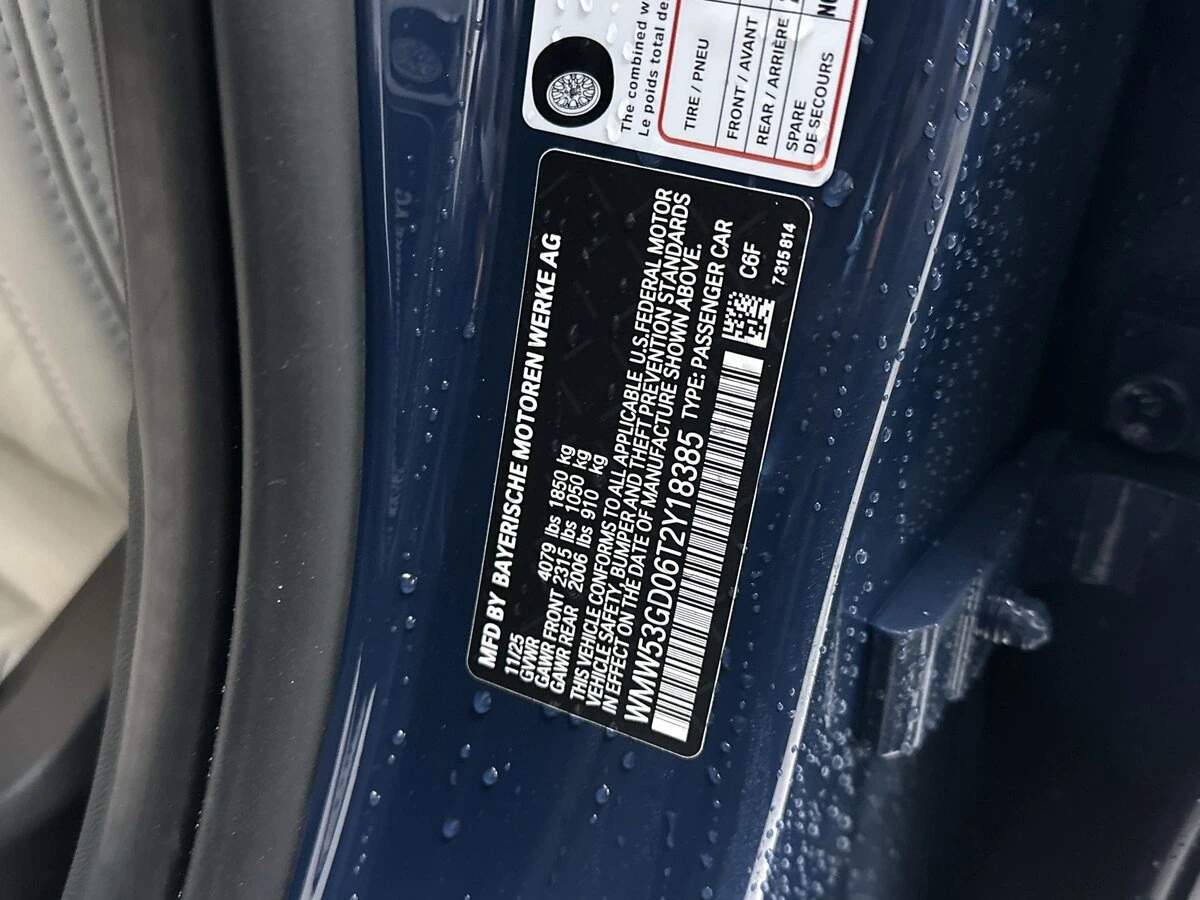 The combined w
Le poids total de
TIRE / PNEU
FRONT / AVANT
REAR / ARRIÈRE
SPARE
DE SECOURS
MFD BY BAYERISCHE MOTOREN WERKE AG
11/25
GVWR 4079 lbs 1850 kg
GAWR FRONT 2315 lbs 1050 kg
GAWR REAR 2006 lbs 910 kg
THIS VEHICLE CONFORMS TO ALL APPLICABLE U.S.FEDERAL MOTOR
VEHICLE SAFETY, BUMPER AND THEFT PREVENTION STANDARDS
IN EFFECT ON THE DATE OF MANUFACTURE SHOWN ABOVE.
WMW53GD06T2Y18385 TYPE: PASSENGER CAR
C6F
7 315 814